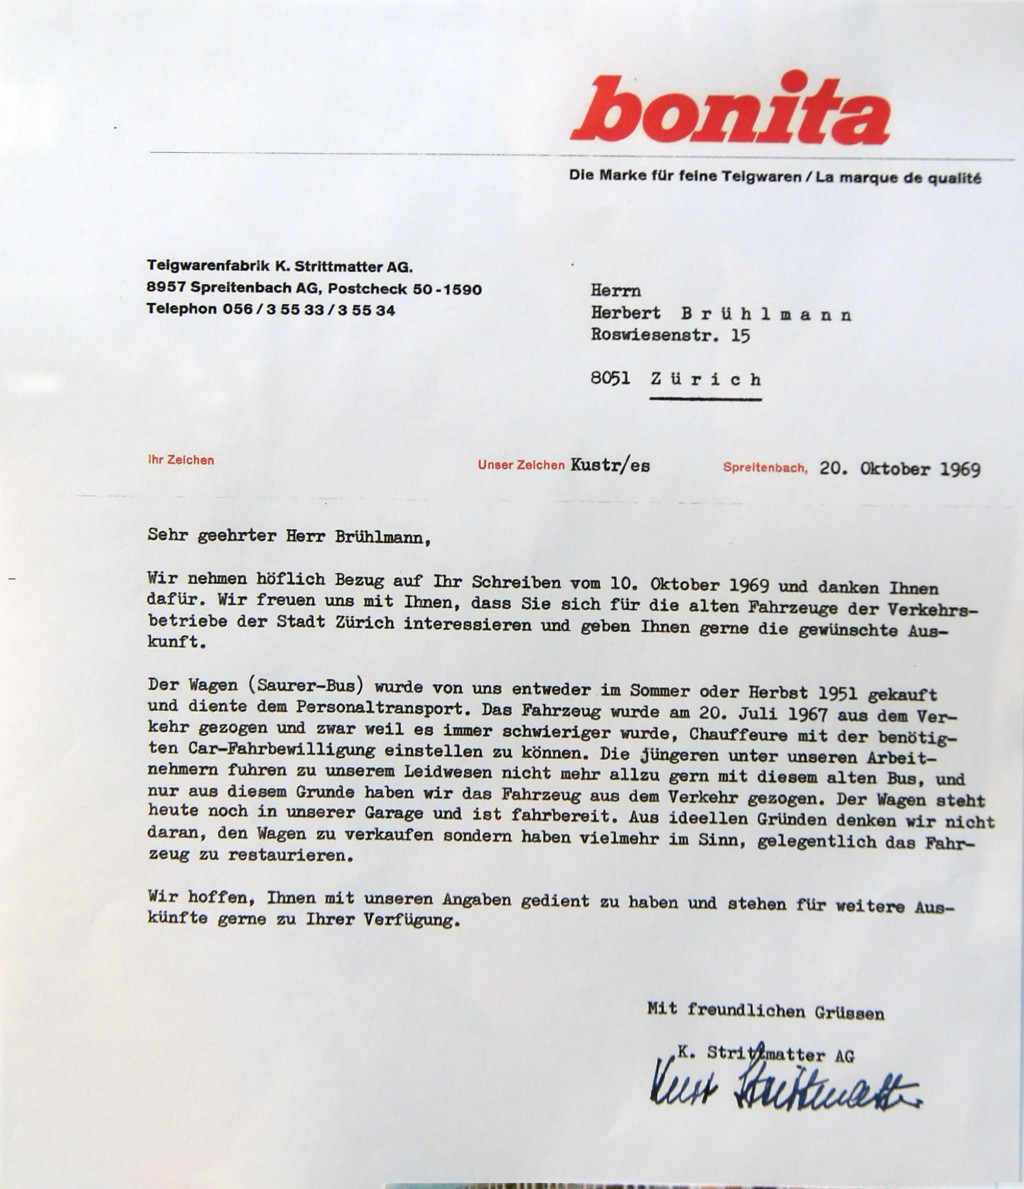 bonita
Die Marke für feine Teigwaren / La marque de qualité
Teigwarenfabrik K. Strittmatter AG.
8957 Spreitenbach AG, Postcheck 50-1590
Telephon 056 / 3 55 33 / 3 55 34
Herrn
Herbert B r ü h l m a n n
Roswiesenstr. 15
8051 Z ü r i c h
Ihr Zeichen
Unser Zeichen Kustr/es
Spreitenbach, 20. Oktober 1969
Sehr geehrter Herr Brühlmann,
Wir nehmen höflich Bezug auf Ihr Schreiben vom 10. Oktober 1969 und danken Ihnen
dafür. Wir freuen uns mit Ihnen, dass Sie sich für die alten Fahrzeuge der Verkehrs-
betriebe der Stadt Zürich interessieren und geben Ihnen gerne die gewünschte Aus-
kunft.
Der Wagen (Saurer-Bus) wurde von uns entweder im Sommer oder Herbst 1951 gekauft
und diente dem Personaltransport. Das Fahrzeug wurde am 20. Juli 1967 aus dem Ver-
kehr gezogen und zwar weil es immer schwieriger wurde, Chauffeure mit der benötig-
ten Car-Fahrbewilligung einstellen zu können. Die jüngeren unter unseren Arbeit-
nehmern fuhren zu unserem Leidwesen nicht mehr allzu gern mit diesem alten Bus, und
nur aus diesem Grunde haben wir das Fahrzeug aus dem Verkehr gezogen. Der Wagen steht
heute noch in unserer Garage und ist fahrbereit. Aus ideellen Gründen denken wir nicht
daran, den Wagen zu verkaufen sondern haben vielmehr im Sinn, gelegentlich das Fahr-
zeug zu restaurieren.
Wir hoffen, Ihnen mit unseren Angaben gedient zu haben und stehen für weitere Aus-
künfte gerne zu Ihrer Verfügung.
Mit freundlichen Grüssen
K. Strittmatter AG
Kurt Strittmatter